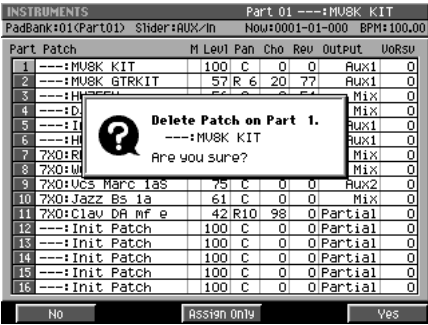 INSTRUMENTS Part 01 ---:MV8K KIT
PadBank:01(Part01) Slider:AUX/In Now:0001-01-000 BPM:100.00
Part Patch M Levl Pan Cho Rev Output VoRsv
1 ---:MV8K KIT 100 C 0 0 Aux1 0
2 ---:MV8K GTRKIT 57 R 6 20 77 Aux1 0
3 Mix 0
4 Mix 0
5 Aux1 0
6 Aux1 0
7 Mix 0
8 Mix 0
Delete Patch on Part 1.
---:MV8K KIT
Are you sure?
9 7X0:Vcs Marc 1aS 75 C 0 0 Aux2 0
10 7X0:Jazz Bs 1a 61 C 0 0 Mix 0
11 7X0:Clav DA mf e 42 R10 98 0 Partial 0
12 ---:Init Patch 100 C 0 0 Partial 0
13 ---:Init Patch 100 C 0 0 Partial 0
14 ---:Init Patch 100 C 0 0 Partial 0
15 ---:Init Patch 100 C 0 0 Partial 0
16 ---:Init Patch 100 C 0 0 Partial 0
No Assign Only Yes